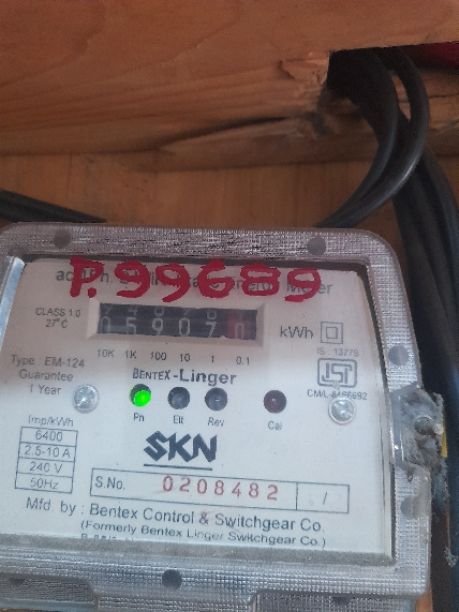 P.99689
Meter
CLASS 1.0
27°C
059070
kWh
10K 1K 100 10 1 0.1
IS : 13779
Type : EM-124
Guarantee
1 Year
BENTEX-Linger
ISI
Ph Elt Rev Cal
Imp/kWh
6400
2.5-10 A
240 V
50Hz
SKN
S.No. 0208482 /
Mfd. by : Bentex Control & Switchgear Co.
(Formerly Bentex Linger Switchgear Co.)